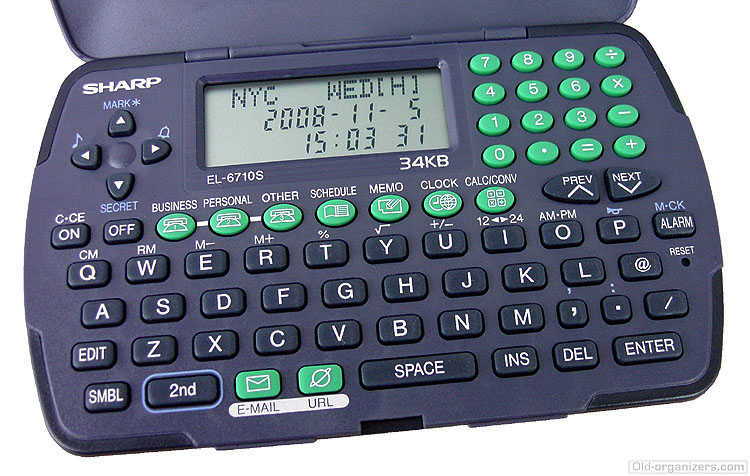 SHARP
MARK*
NYC WED[H]
2008-11- 5
15:03 31
EL-6710S 34KB
7 8 9 ÷
4 5 6 ×
1 2 3 −
0 · = +
SECRET
BUSINESS PERSONAL OTHER SCHEDULE MEMO CLOCK CALC/CONV PREV NEXT
C·CE M− M+ % √ +/− 12◄►24 AM·PM M·CK
ON OFF ALARM
CM RM RESET
Q W E R T Y U I O P
A S D F G H J K L @
, ; . :
EDIT Z X C V B N M /
SMBL 2nd SPACE INS DEL ENTER
E-MAIL URL
Old-organizers.com